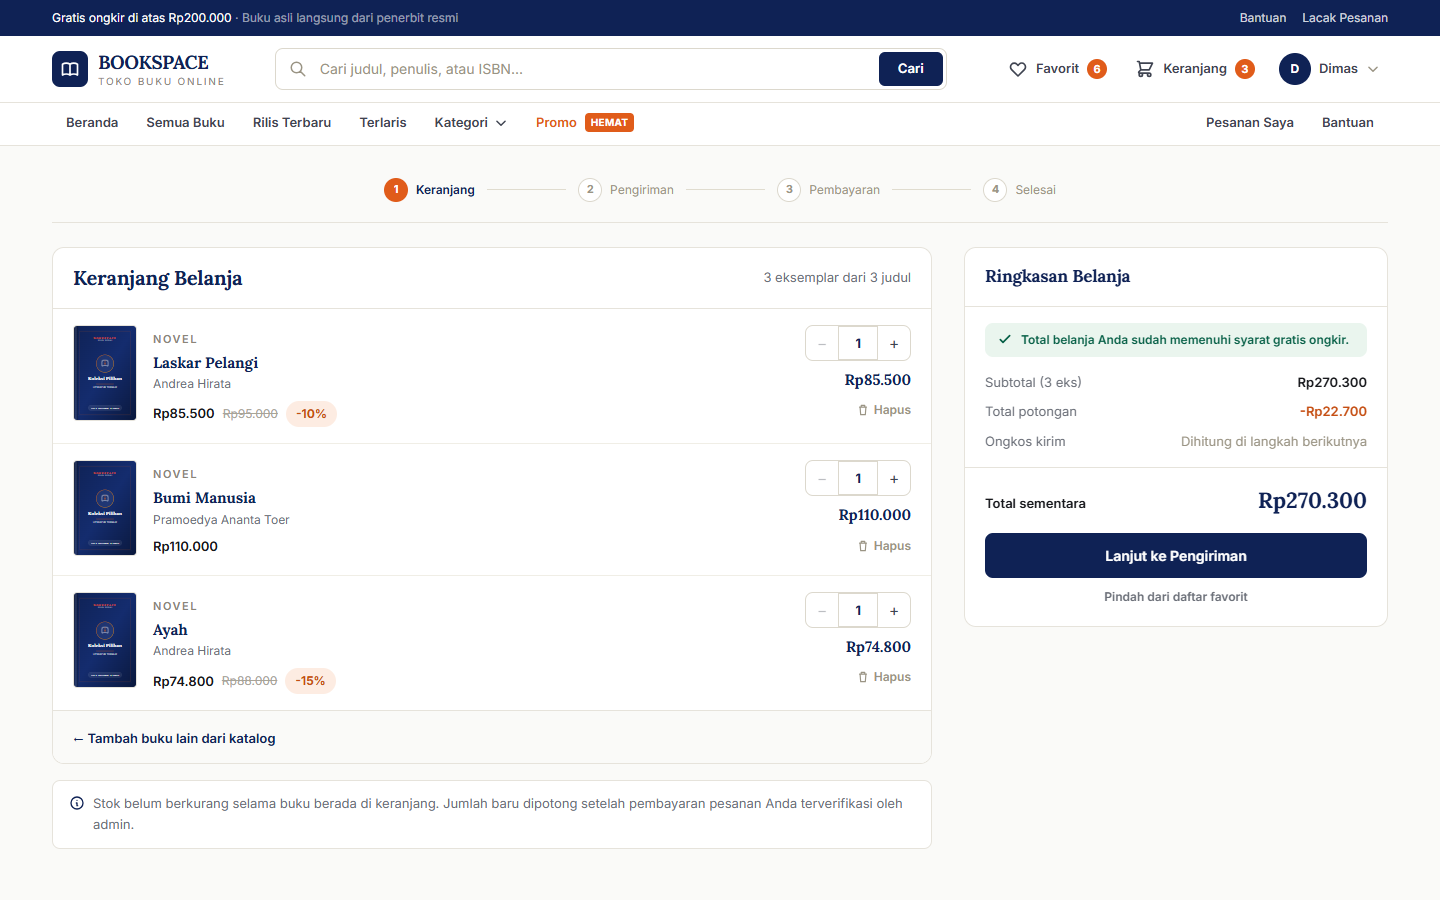 Gratis ongkir di atas Rp200.000 · Buku asli langsung dari penerbit resmi
Bantuan Lacak Pesanan
BOOKSPACE
TOKO BUKU ONLINE
Cari judul, penulis, atau ISBN...
Cari
Favorit 6
Keranjang 3
D Dimas
Beranda Semua Buku Rilis Terbaru Terlaris Kategori Promo HEMAT
Pesanan Saya Bantuan
1 Keranjang 2 Pengiriman 3 Pembayaran 4 Selesai
Keranjang Belanja
3 eksemplar dari 3 judul
NOVEL
Laskar Pelangi
Andrea Hirata
Rp85.500 Rp95.000 -10%
− 1 +
Rp85.500
Hapus
NOVEL
Bumi Manusia
Pramoedya Ananta Toer
Rp110.000
− 1 +
Rp110.000
Hapus
NOVEL
Ayah
Andrea Hirata
Rp74.800 Rp88.000 -15%
− 1 +
Rp74.800
Hapus
← Tambah buku lain dari katalog
Stok belum berkurang selama buku berada di keranjang. Jumlah baru dipotong setelah pembayaran pesanan Anda terverifikasi oleh
admin.
Ringkasan Belanja
Total belanja Anda sudah memenuhi syarat gratis ongkir.
Subtotal (3 eks) Rp270.300
Total potongan -Rp22.700
Ongkos kirim Dihitung di langkah berikutnya
Total sementara Rp270.300
Lanjut ke Pengiriman
Pindah dari daftar favorit